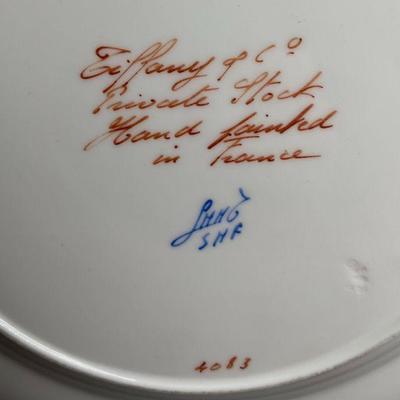 Tiffany & Co
Private Stock
Hand painted
in France
SHF
4083